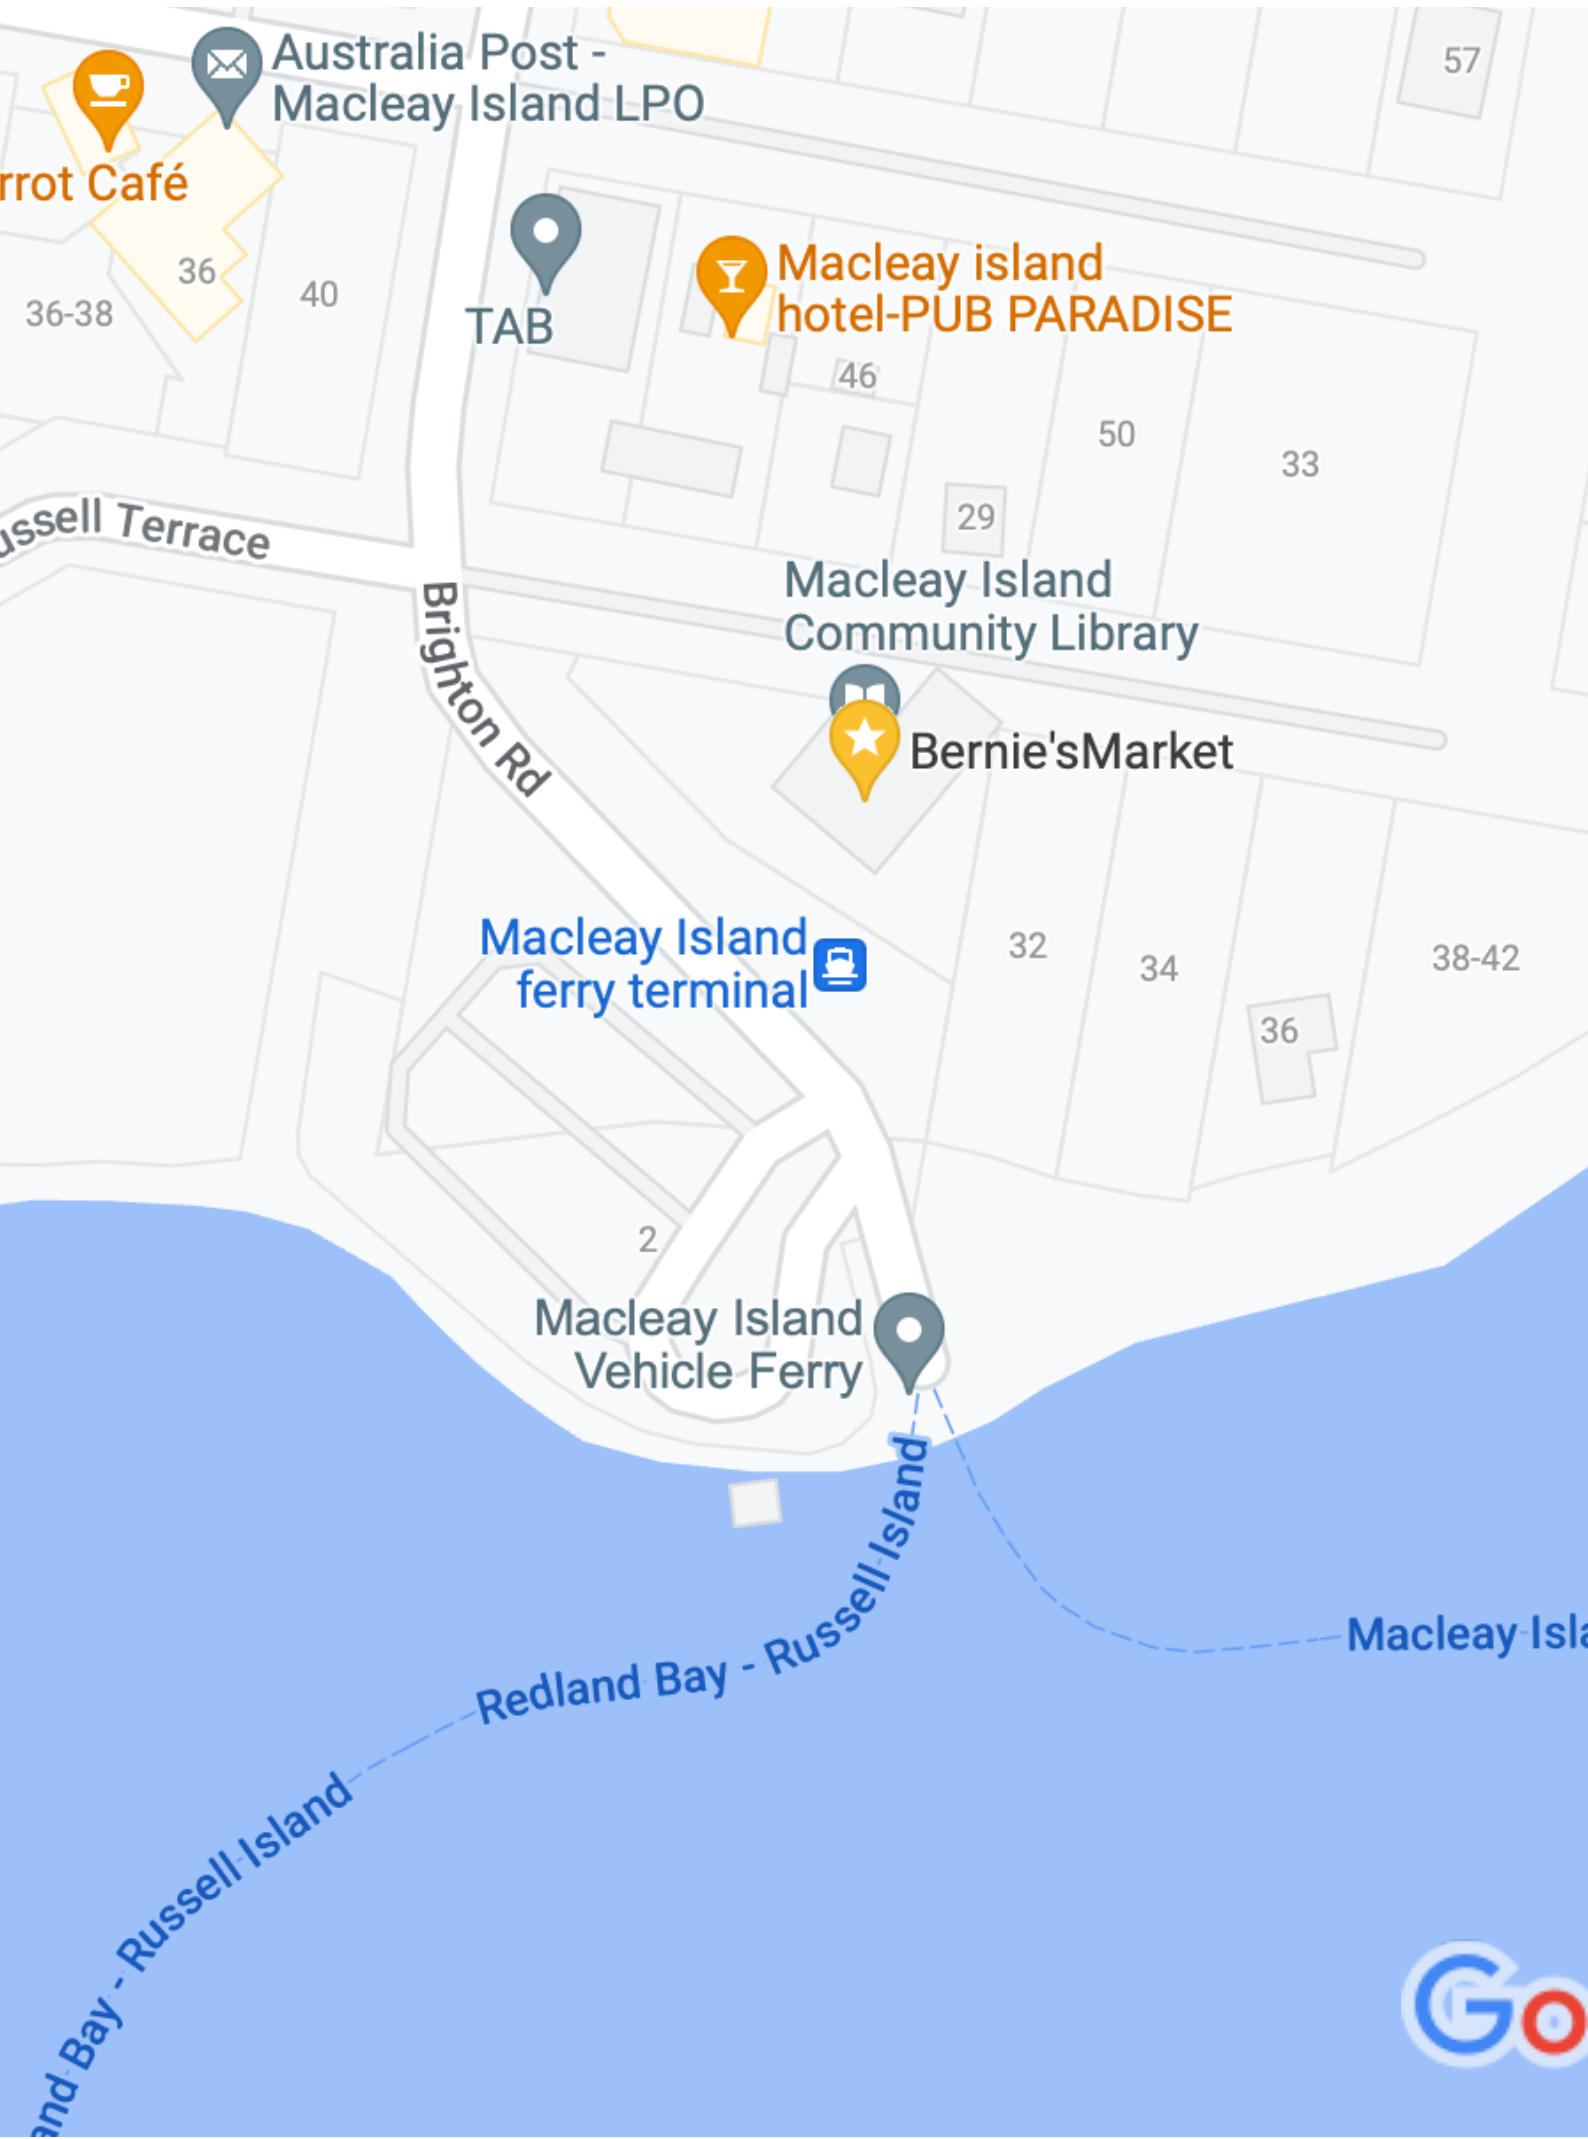 Australia Post -
Macleay Island LPO
57
rrot Café
36
36-38
40
TAB
Macleay island
hotel-PUB PARADISE
46
50
33
29
ussell Terrace
Brighton Rd
Macleay Island
Community Library
Bernie'sMarket
Macleay Island
ferry terminal
32
34
38-42
36
2
Macleay Island
Vehicle Ferry
Redland Bay - Russell Island
Macleay Isla
and Bay - Russell Island
Go